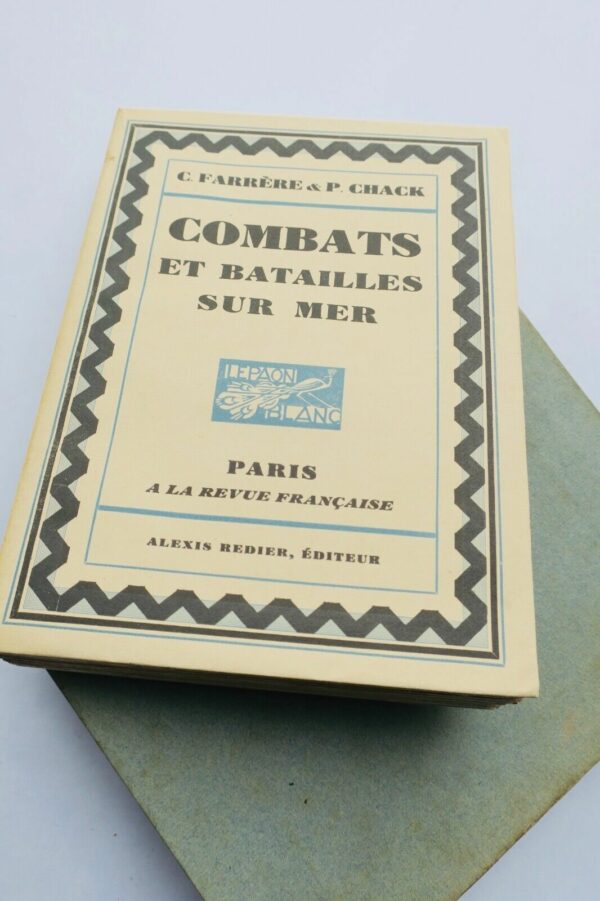 C. FARRÈRE & P. CHACK
COMBATS
ET BATAILLES
SUR MER
LE PAON
BLANC
PARIS
A LA REVUE FRANÇAISE
ALEXIS REDIER, ÉDITEUR